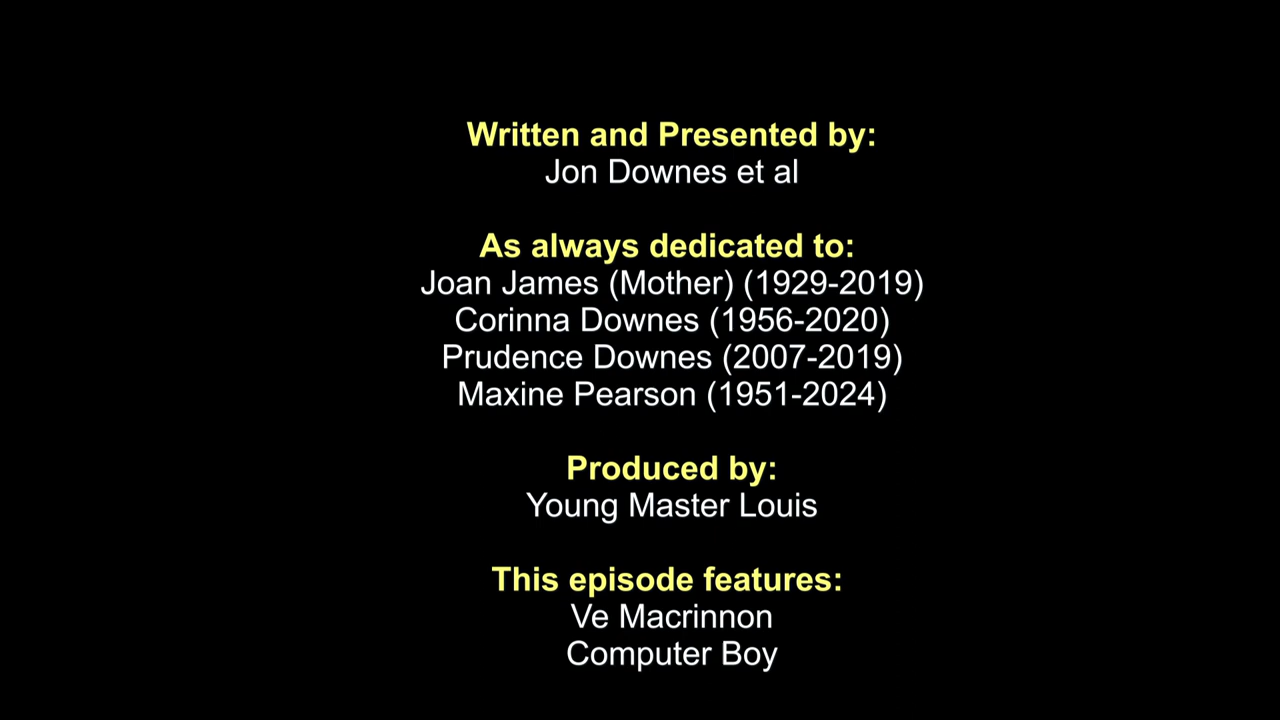 Written and Presented by:
Jon Downes et al
As always dedicated to:
Joan James (Mother) (1929-2019)
Corinna Downes (1956-2020)
Prudence Downes (2007-2019)
Maxine Pearson (1951-2024)
Produced by:
Young Master Louis
This episode features:
Ve Macrinnon
Computer Boy